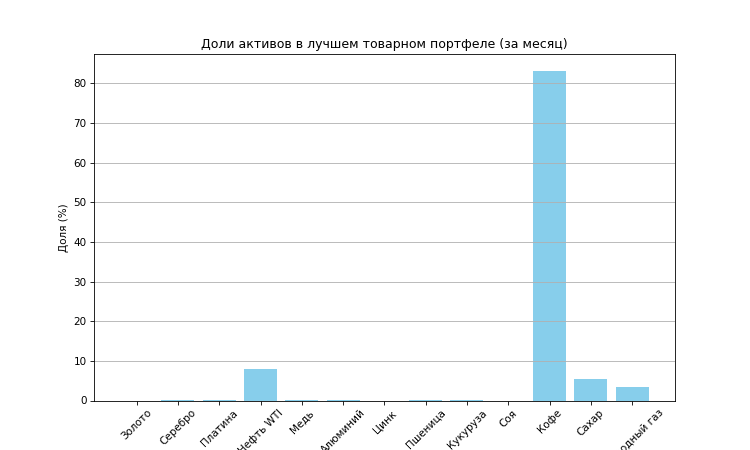 Доли активов в лучшем товарном портфеле (за месяц)
Доля (%)
80
70
60
50
40
30
20
10
0
Золото
Серебро
Платина
Нефть WTI
Медь
Алюминий
Цинк
Пшеница
Кукуруза
Соя
Кофе
Сахар
одный газ